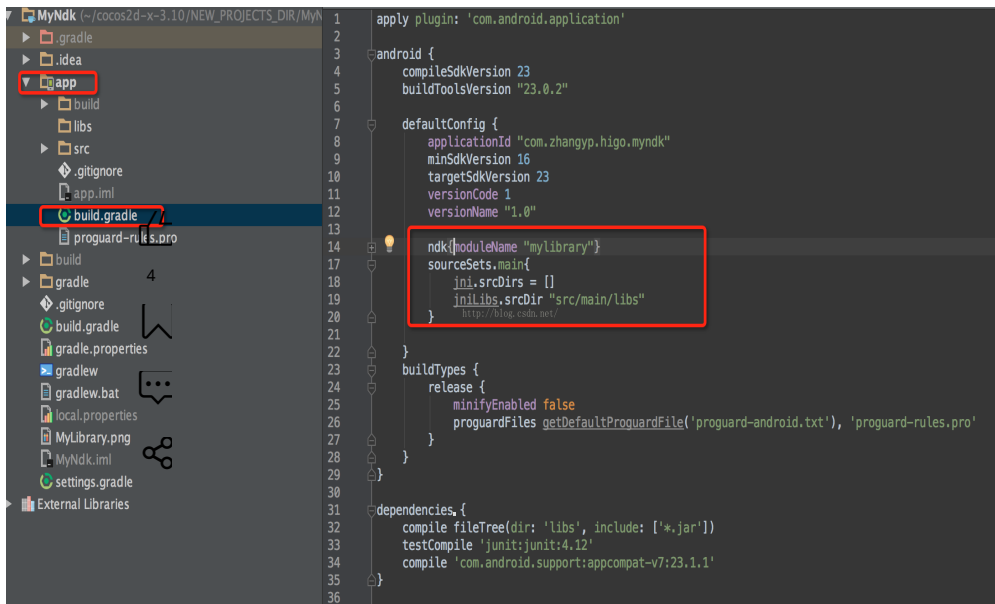 MyNdk (~/cocos2d-x-3.10/NEW_PROJECTS_DIR/MyN
.gradle
.idea
app
build
libs
src
.gitignore
app.iml
build.gradle
proguard-rules.pro
build
gradle
.gitignore
build.gradle
gradle.properties
gradlew
gradlew.bat
local.properties
MyLibrary.png
MyNdk.iml
settings.gradle
External Libraries
4
1 apply plugin: 'com.android.application'
2
3 android {
4 compileSdkVersion 23
5 buildToolsVersion "23.0.2"
6
7 defaultConfig {
8 applicationId "com.zhangyp.higo.myndk"
9 minSdkVersion 16
10 targetSdkVersion 23
11 versionCode 1
12 versionName "1.0"
13
14 ndk{moduleName "mylibrary"}
17 sourceSets.main{
18 jni.srcDirs = []
19 jniLibs.srcDir "src/main/libs"
20 }
http://blog.csdn.net/
21
22 }
23 buildTypes {
24 release {
25 minifyEnabled false
26 proguardFiles getDefaultProguardFile('proguard-android.txt'), 'proguard-rules.pro'
27 }
28 }
29 }
30
31 dependencies {
32 compile fileTree(dir: 'libs', include: ['*.jar'])
33 testCompile 'junit:junit:4.12'
34 compile 'com.android.support:appcompat-v7:23.1.1'
35 }
36